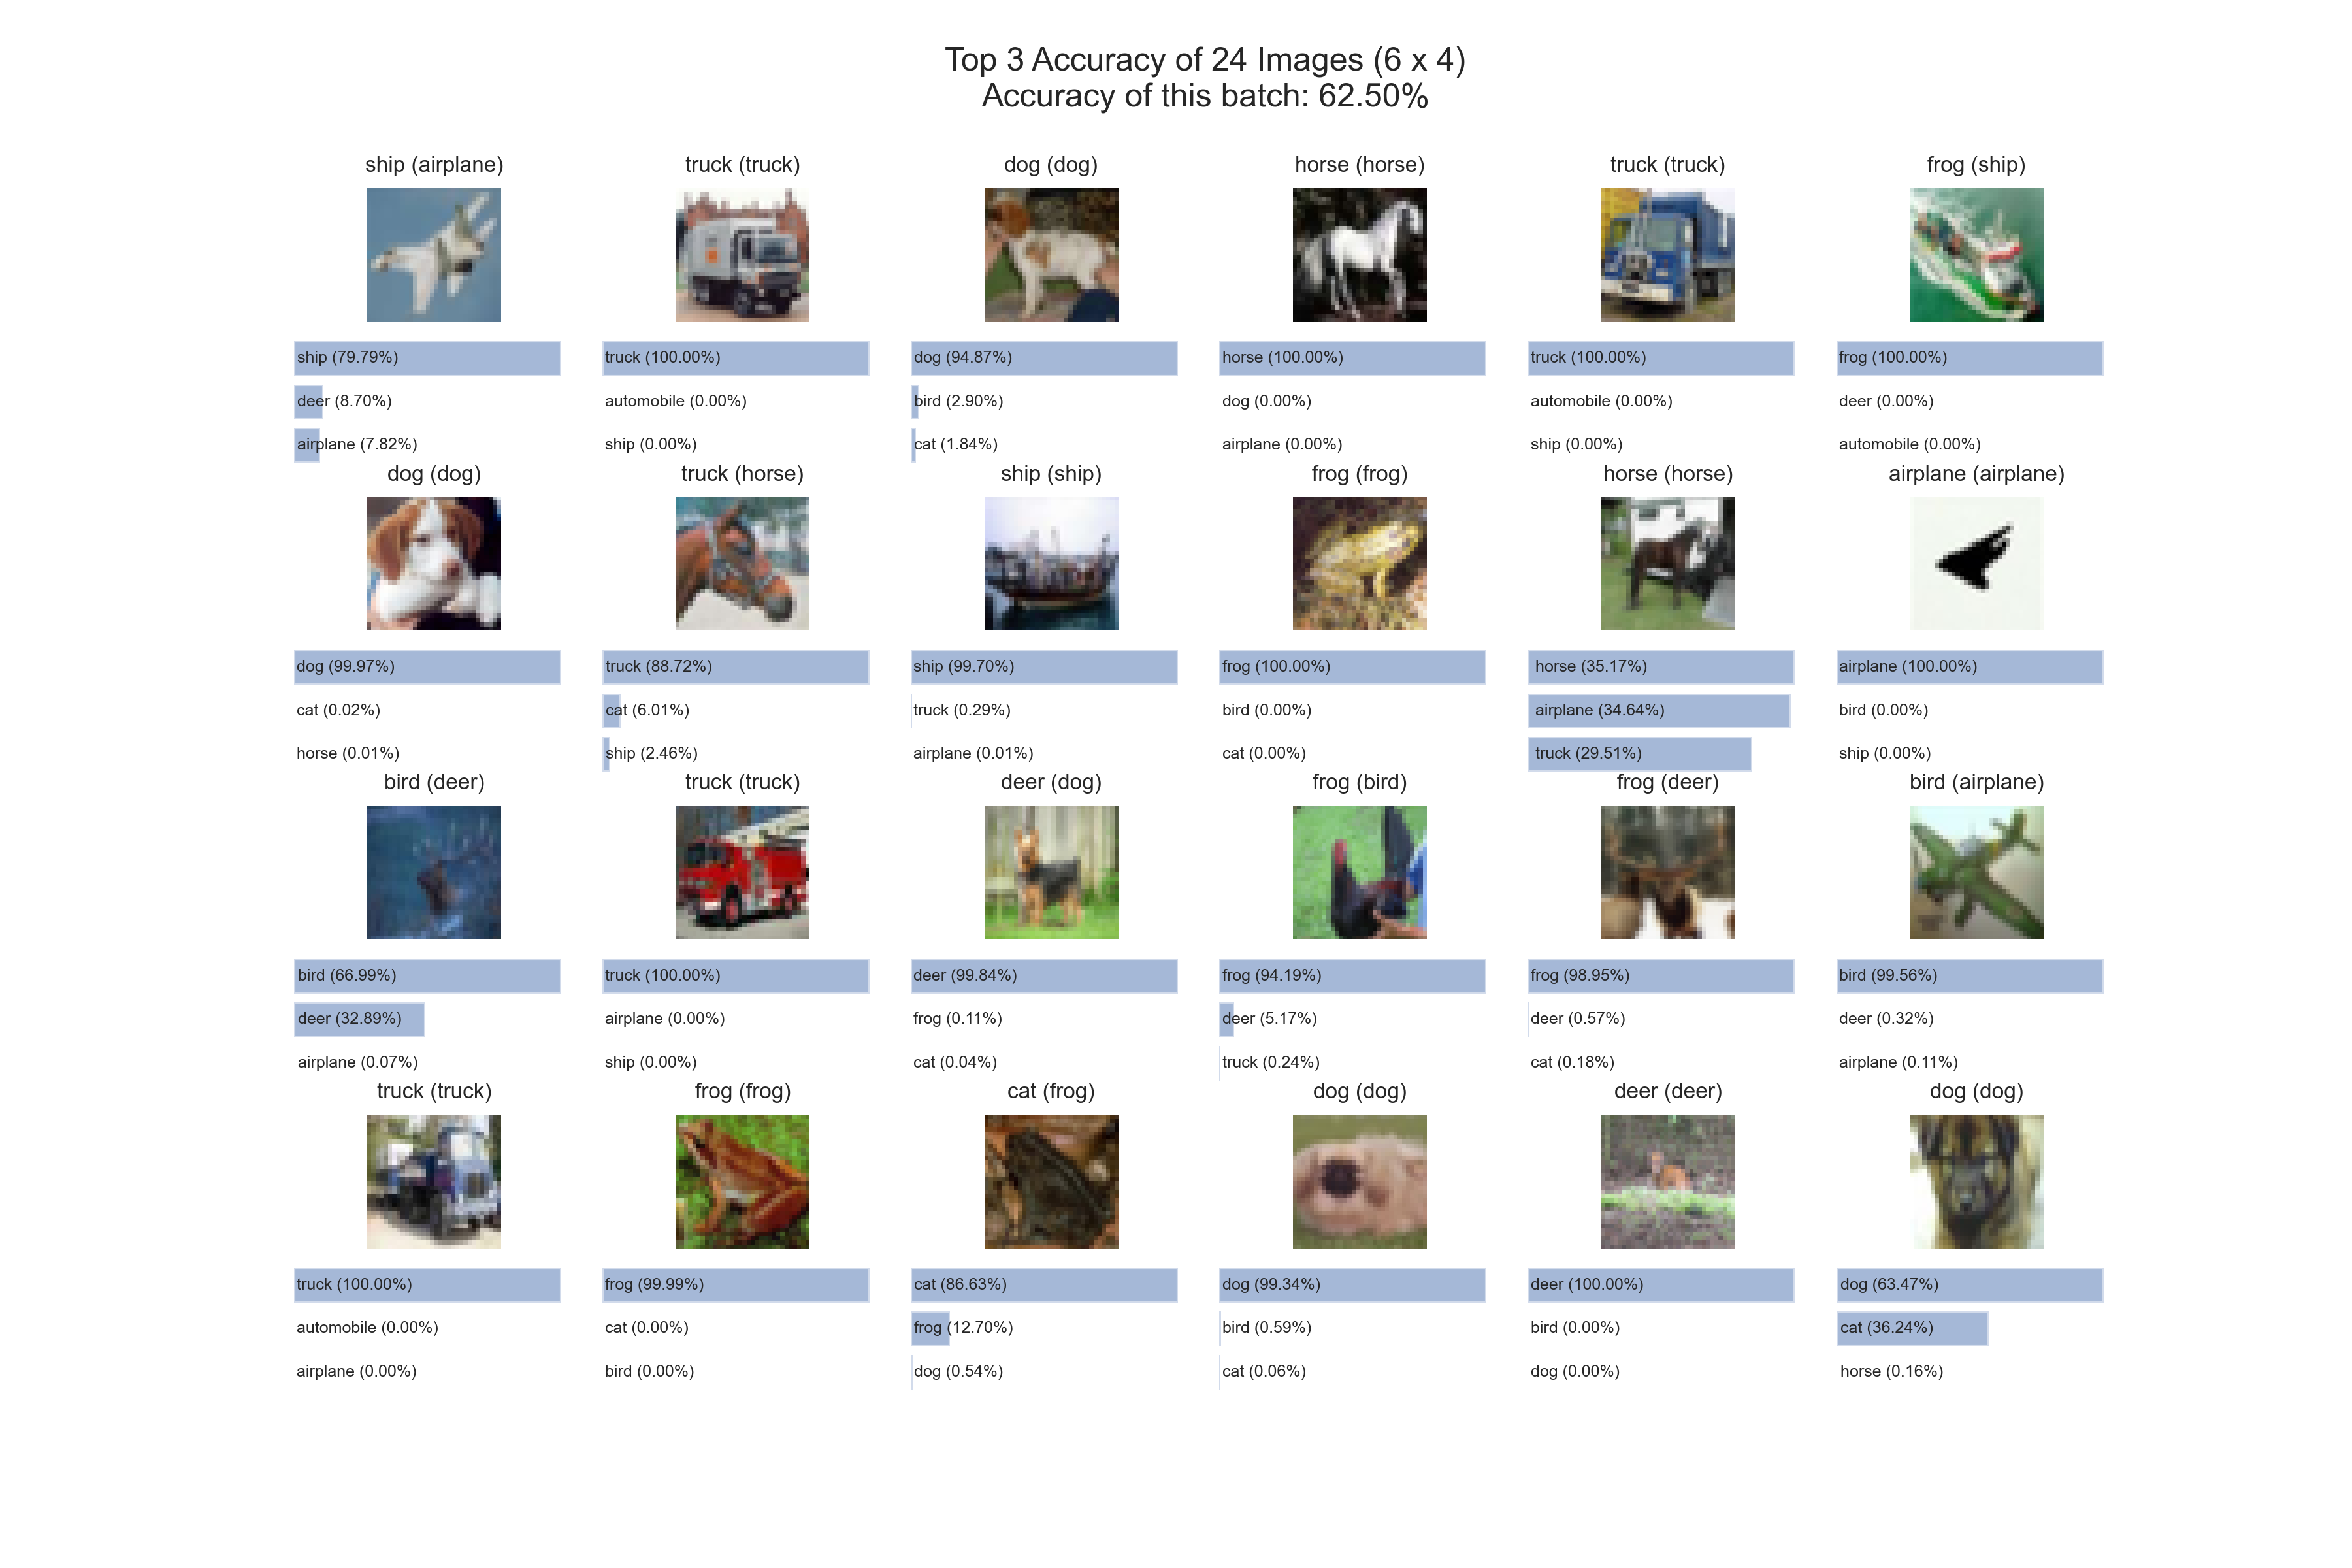 Top 3 Accuracy of 24 Images (6 x 4)
Accuracy of this batch: 62.50%
ship (airplane)
truck (truck)
dog (dog)
horse (horse)
truck (truck)
frog (ship)
ship (79.79%)
deer (8.70%)
airplane (7.82%)
truck (100.00%)
automobile (0.00%)
ship (0.00%)
dog (94.87%)
bird (2.90%)
cat (1.84%)
horse (100.00%)
dog (0.00%)
airplane (0.00%)
truck (100.00%)
automobile (0.00%)
ship (0.00%)
frog (100.00%)
deer (0.00%)
automobile (0.00%)
dog (dog)
truck (horse)
ship (ship)
frog (frog)
horse (horse)
airplane (airplane)
dog (99.97%)
cat (0.02%)
horse (0.01%)
truck (88.72%)
cat (6.01%)
ship (2.46%)
ship (99.70%)
truck (0.29%)
airplane (0.01%)
frog (100.00%)
bird (0.00%)
cat (0.00%)
horse (35.17%)
airplane (34.64%)
truck (29.51%)
airplane (100.00%)
bird (0.00%)
ship (0.00%)
bird (deer)
truck (truck)
deer (dog)
frog (bird)
frog (deer)
bird (airplane)
bird (66.99%)
deer (32.89%)
airplane (0.07%)
truck (100.00%)
airplane (0.00%)
ship (0.00%)
deer (99.84%)
frog (0.11%)
cat (0.04%)
frog (94.19%)
deer (5.17%)
truck (0.24%)
frog (98.95%)
deer (0.57%)
cat (0.18%)
bird (99.56%)
deer (0.32%)
airplane (0.11%)
truck (truck)
frog (frog)
cat (frog)
dog (dog)
deer (deer)
dog (dog)
truck (100.00%)
automobile (0.00%)
airplane (0.00%)
frog (99.99%)
cat (0.00%)
bird (0.00%)
cat (86.63%)
frog (12.70%)
dog (0.54%)
dog (99.34%)
bird (0.59%)
cat (0.06%)
deer (100.00%)
bird (0.00%)
dog (0.00%)
dog (63.47%)
cat (36.24%)
horse (0.16%)